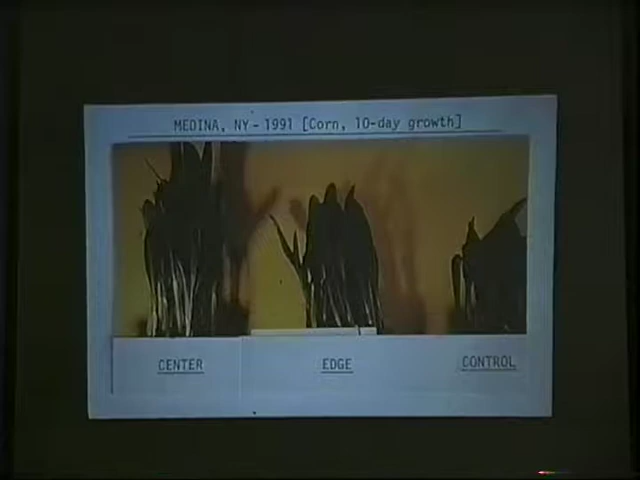 MEDINA, NY - 1991 [Corn, 10-day growth]
CENTER EDGE CONTROL